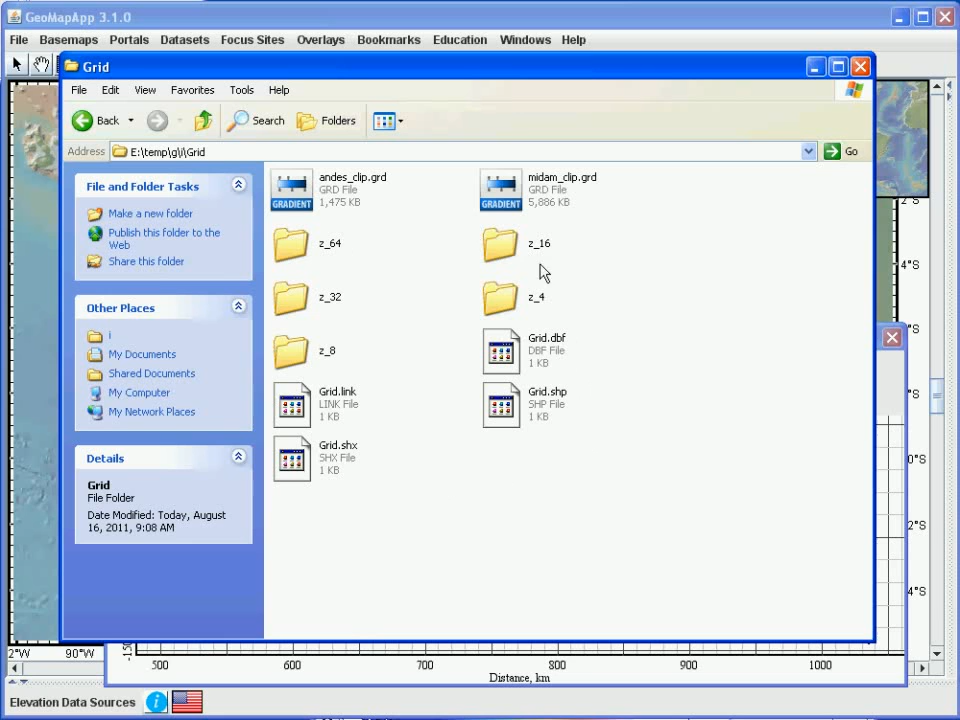 GeoMapApp 3.1.0
File Basemaps Portals Datasets Focus Sites Overlays Bookmarks Education Windows Help
Grid
File Edit View Favorites Tools Help
Back Search Folders
Address E:\temp\g\i\Grid Go
File and Folder Tasks
Make a new folder
Publish this folder to the
Web
Share this folder
Other Places
i
My Documents
Shared Documents
My Computer
My Network Places
Details
Grid
File Folder
Date Modified: Today, August
16, 2011, 9:08 AM
andes_clip.grd
GRD File
1,475 KB
GRADIENT
midam_clip.grd
GRD File
5,886 KB
GRADIENT
z_64
z_16
z_32
z_4
z_8
Grid.dbf
DBF File
1 KB
Grid.link
LINK File
1 KB
Grid.shp
SHP File
1 KB
Grid.shx
SHX File
1 KB
2°S
4°S
°S
°S
0°S
2°S
4°S
2°W 90°W
-150
500 600 700 800 900 1000
Distance, km
Elevation Data Sources